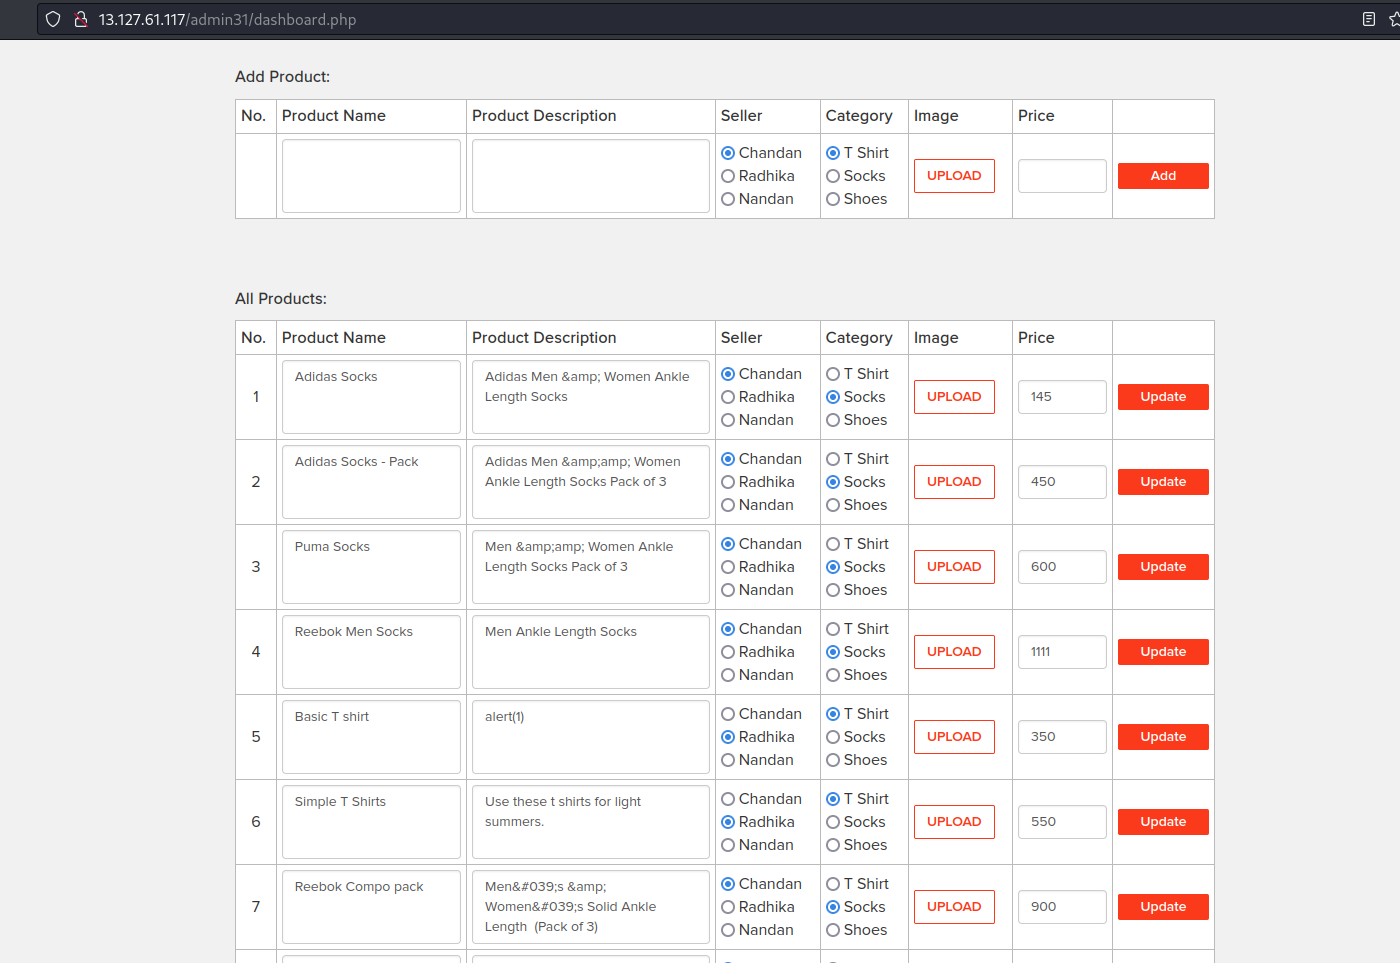 13.127.61.117/admin31/dashboard.php
Add Product:
No. Product Name Product Description Seller Category Image Price
Chandan T Shirt
Radhika Socks UPLOAD Add
Nandan Shoes
All Products:
No. Product Name Product Description Seller Category Image Price
1 Adidas Socks Adidas Men &amp; Women Ankle Chandan T Shirt
Length Socks Radhika Socks UPLOAD 145 Update
Nandan Shoes
2 Adidas Socks - Pack Adidas Men &amp;amp; Women Chandan T Shirt
Ankle Length Socks Pack of 3 Radhika Socks UPLOAD 450 Update
Nandan Shoes
3 Puma Socks Men &amp;amp; Women Ankle Chandan T Shirt
Length Socks Pack of 3 Radhika Socks UPLOAD 600 Update
Nandan Shoes
4 Reebok Men Socks Men Ankle Length Socks Chandan T Shirt
Radhika Socks UPLOAD 1111 Update
Nandan Shoes
5 Basic T shirt alert(1) Chandan T Shirt
Radhika Socks UPLOAD 350 Update
Nandan Shoes
6 Simple T Shirts Use these t shirts for light Chandan T Shirt
summers. Radhika Socks UPLOAD 550 Update
Nandan Shoes
7 Reebok Compo pack Men&#039;s &amp; Chandan T Shirt
Women&#039;s Solid Ankle Radhika Socks UPLOAD 900 Update
Length (Pack of 3) Nandan Shoes